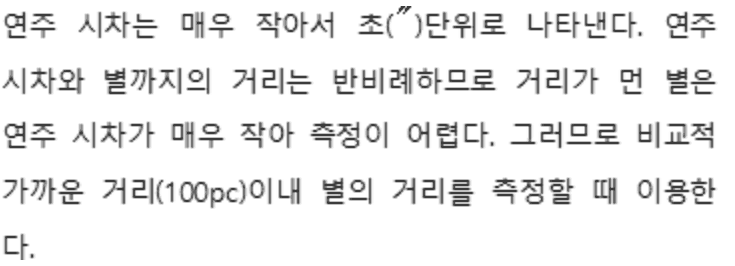 연주 시차는 매우 작아서 초(″)단위로 나타낸다. 연주
시차와 별까지의 거리는 반비례하므로 거리가 먼 별은
연주 시차가 매우 작아 측정이 어렵다. 그러므로 비교적
가까운 거리(100pc)이내 별의 거리를 측정할 때 이용한
다.